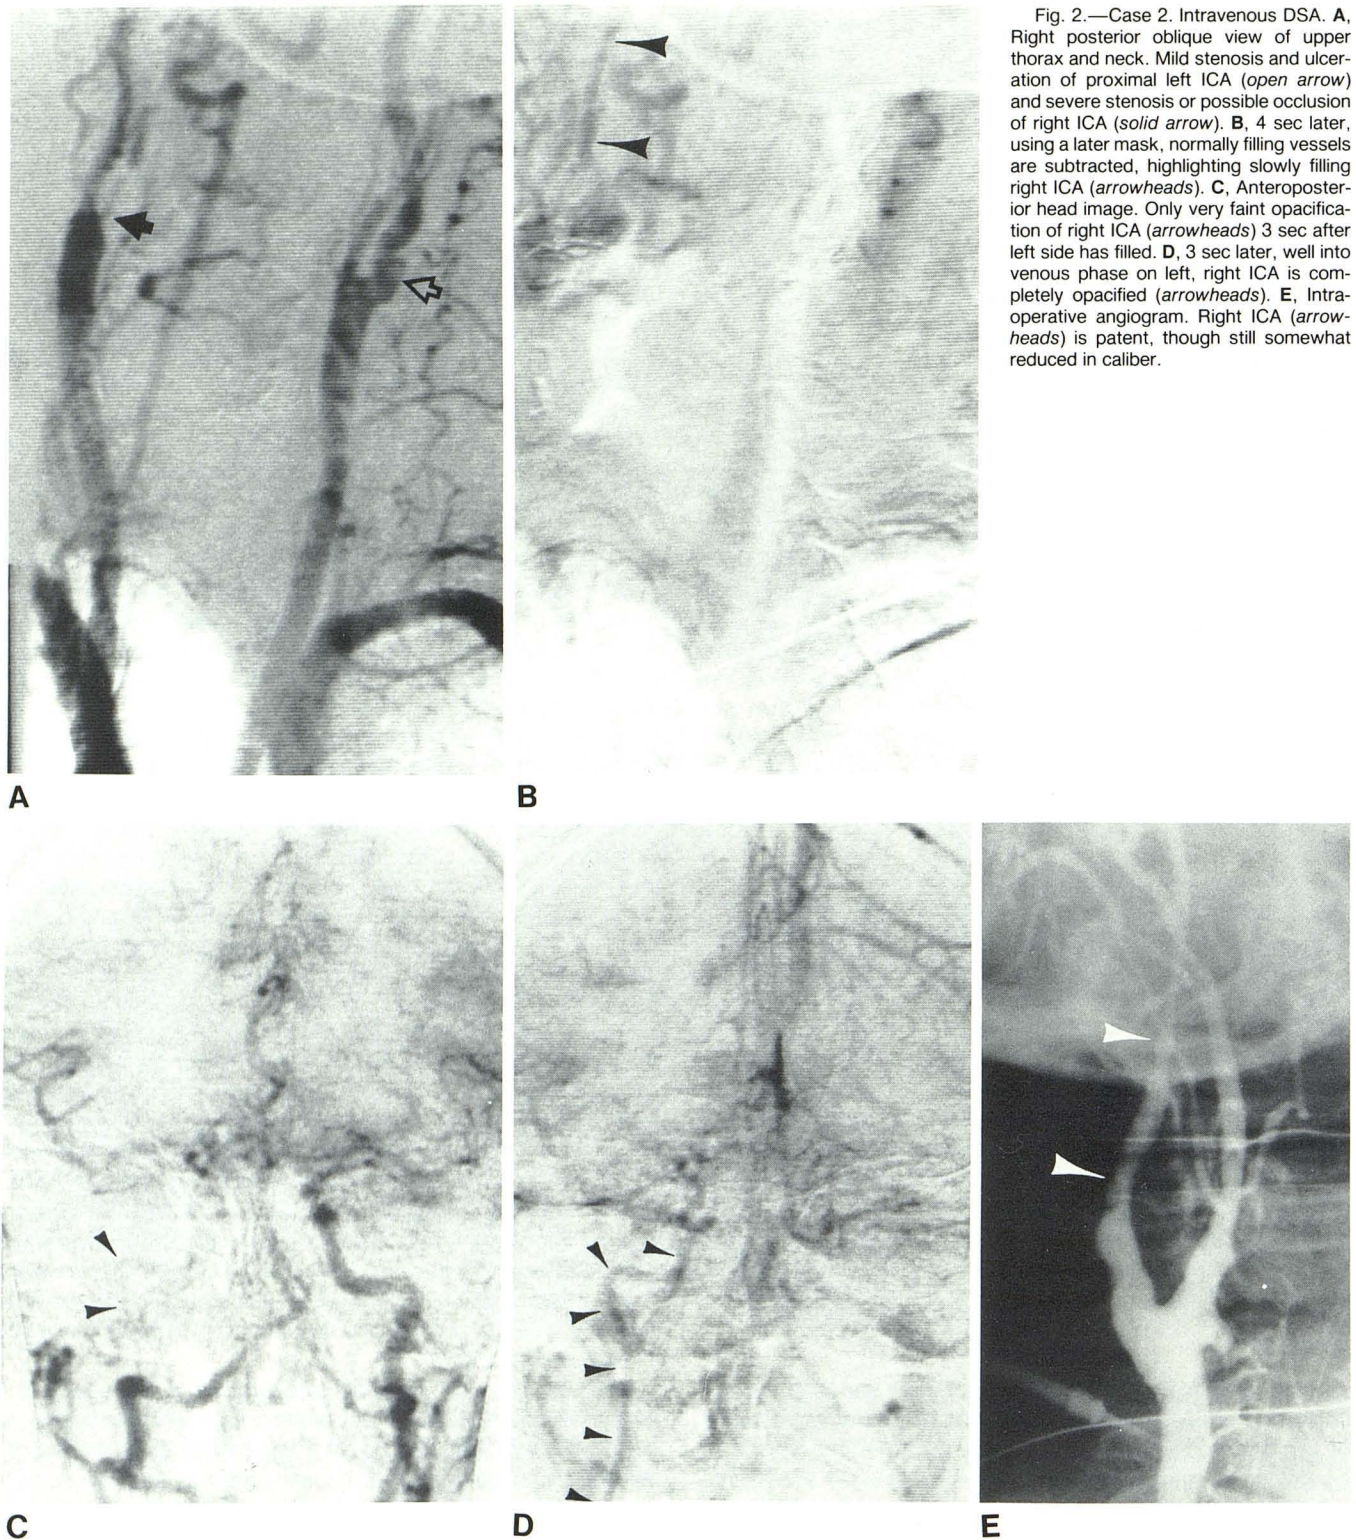 Fig. 2.—Case 2. Intravenous DSA. A,
Right posterior oblique view of upper
thorax and neck. Mild stenosis and ulcer-
ation of proximal left ICA (open arrow)
and severe stenosis or possible occlusion
of right ICA (solid arrow). B, 4 sec later,
using a later mask, normally filling vessels
are subtracted, highlighting slowly filling
right ICA (arrowheads). C, Anteroposter-
ior head image. Only very faint opacifica-
tion of right ICA (arrowheads) 3 sec after
left side has filled. D, 3 sec later, well into
venous phase on left, right ICA is com-
pletely opacified (arrowheads). E, Intra-
operative angiogram. Right ICA (arrow-
heads) is patent, though still somewhat
reduced in caliber.
A
B
C
D
E